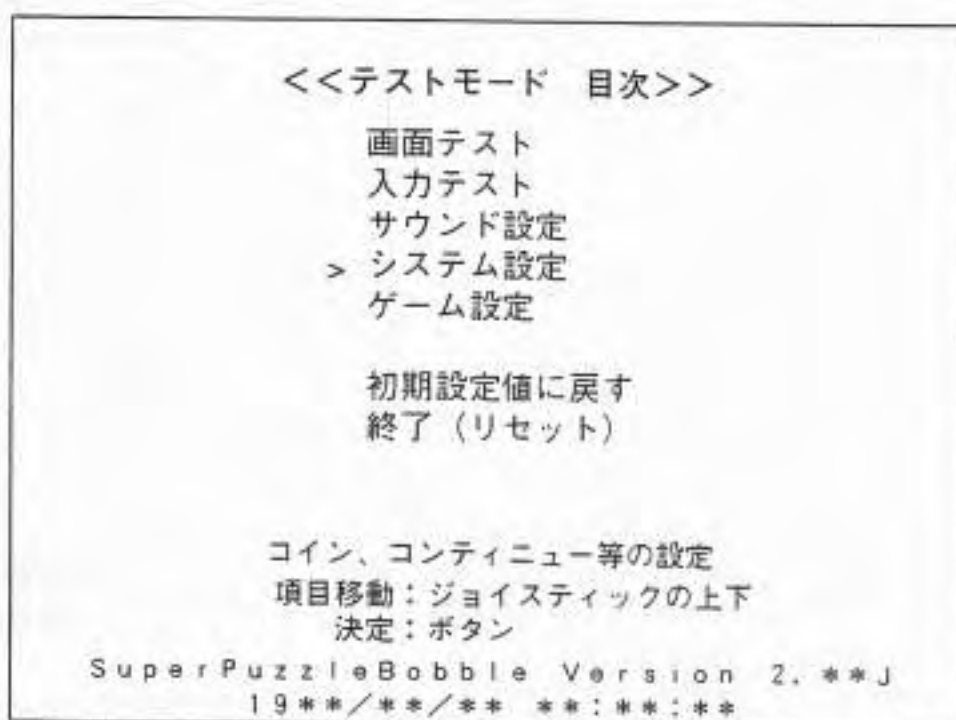 <<テストモード 目次>>
画面テスト
入力テスト
サウンド設定
> システム設定
ゲーム設定
初期設定値に戻す
終了（リセット）
コイン、コンティニュー等の設定
項目移動：ジョイスティックの上下
決定：ボタン
SuperPuzzleBobble Version 2.**J
19**/**/** **:**:**